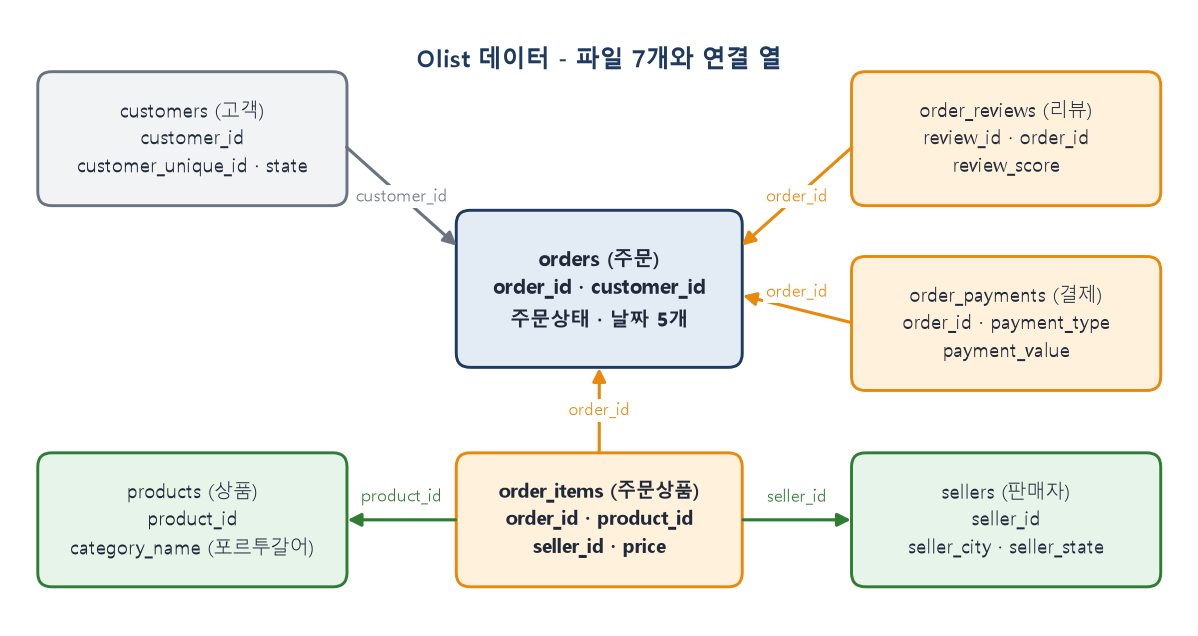 Olist 데이터 - 파일 7개와 연결 열
customers (고객)
customer_id
customer_unique_id · state
order_reviews (리뷰)
review_id · order_id
review_score
customer_id
order_id
orders (주문)
order_id · customer_id
주문상태 · 날짜 5개
order_id
order_payments (결제)
order_id · payment_type
payment_value
order_id
products (상품)
product_id
category_name (포르투갈어)
product_id
order_items (주문상품)
order_id · product_id
seller_id · price
seller_id
sellers (판매자)
seller_id
seller_city · seller_state